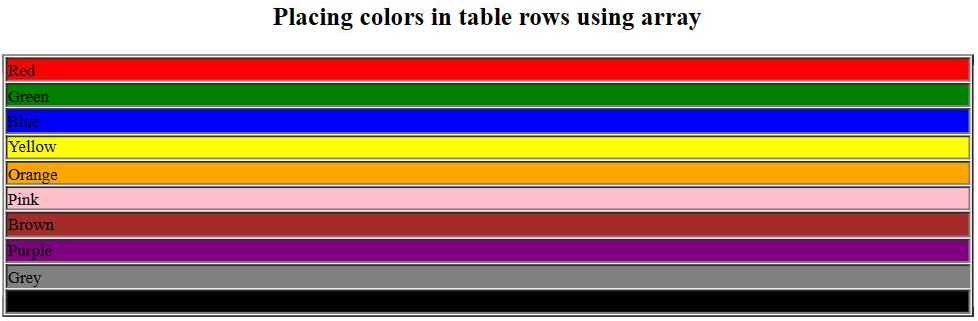 Placing colors in table rows using array
Red
Green
Blue
Yellow
Orange
Pink
Brown
Purple
Grey